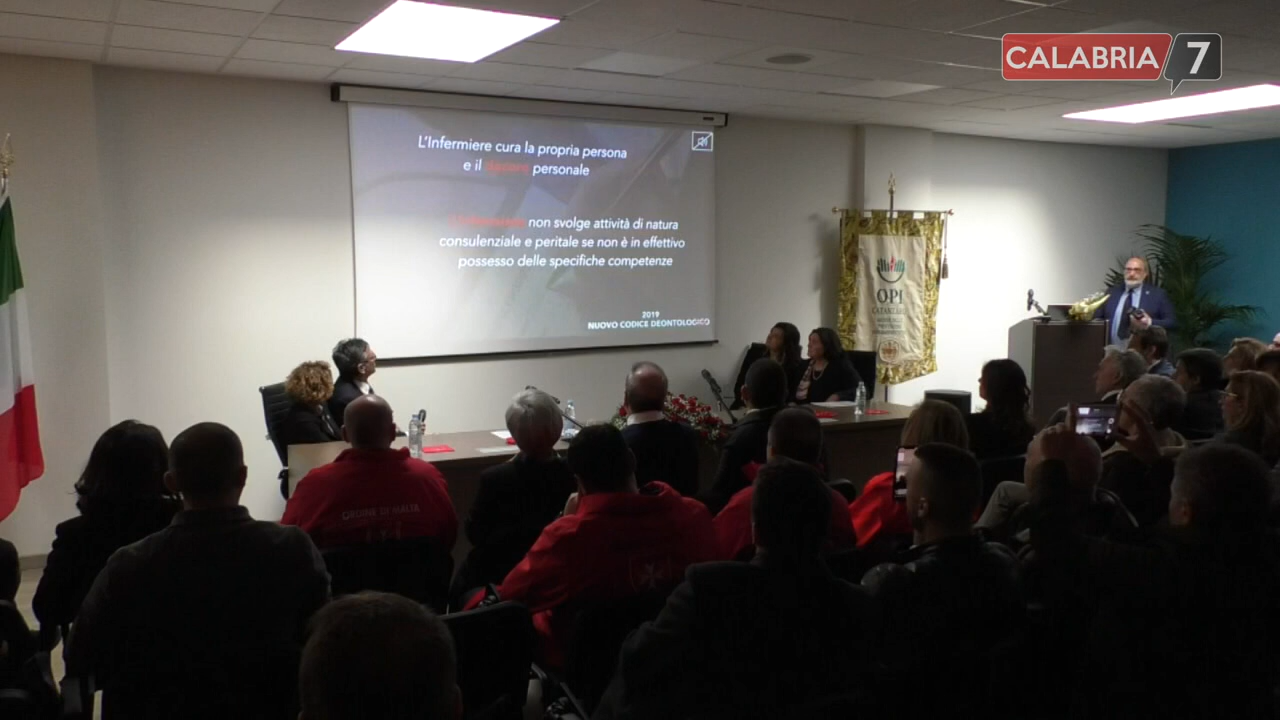 CALABRIA 7
L'Infermiere cura la propria persona
e il decoro personale
non svolge attività di natura
consulenziale e peritale se non è in effettivo
possesso delle specifiche competenze
2019
NUOVO CODICE DEONTOLOGICO
OPI
CATANZARO
ORDINE DI MALTA